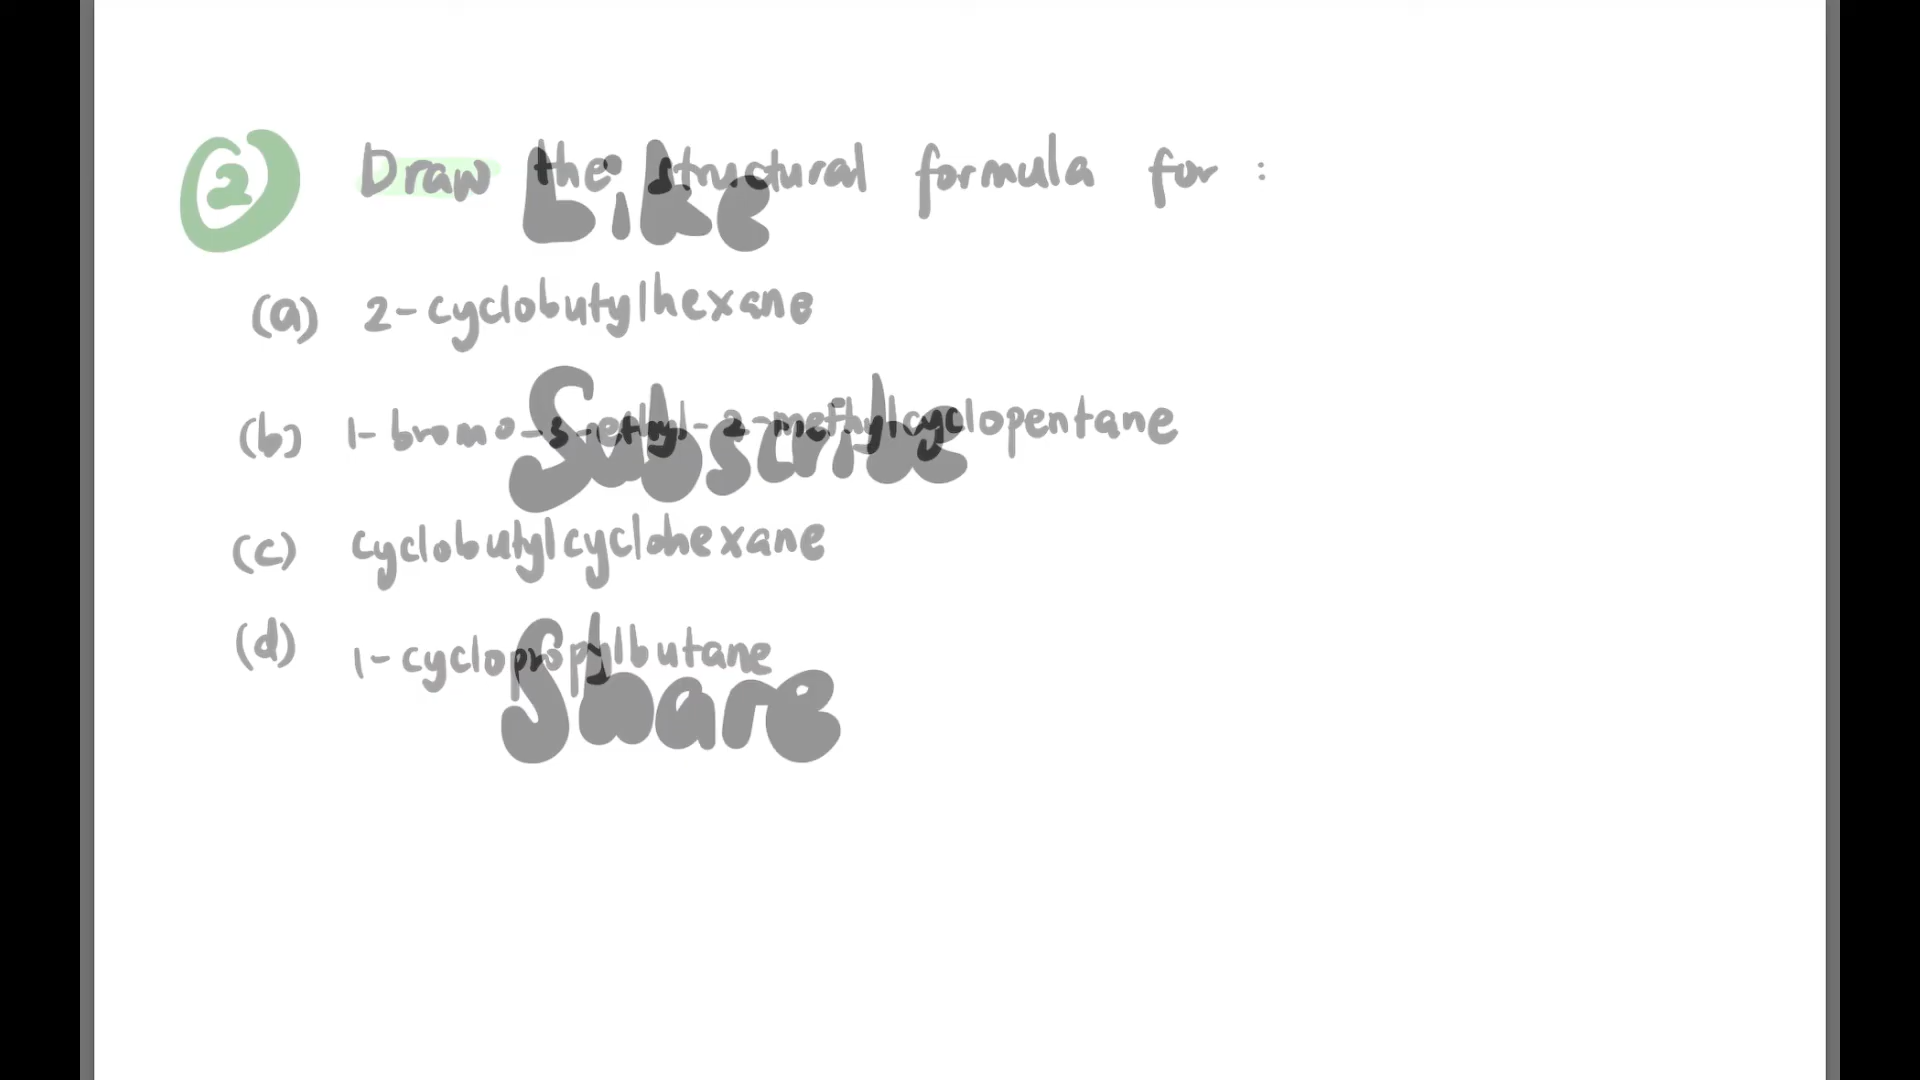 2 Draw the structural formula for :
Like
(a) 2-cyclobutylhexane
(b) 1-bromo-3-ethyl-2-methylcyclopentane
Subscribe
(c) cyclobutylcyclohexane
(d) 1-cyclopropylbutane
Share